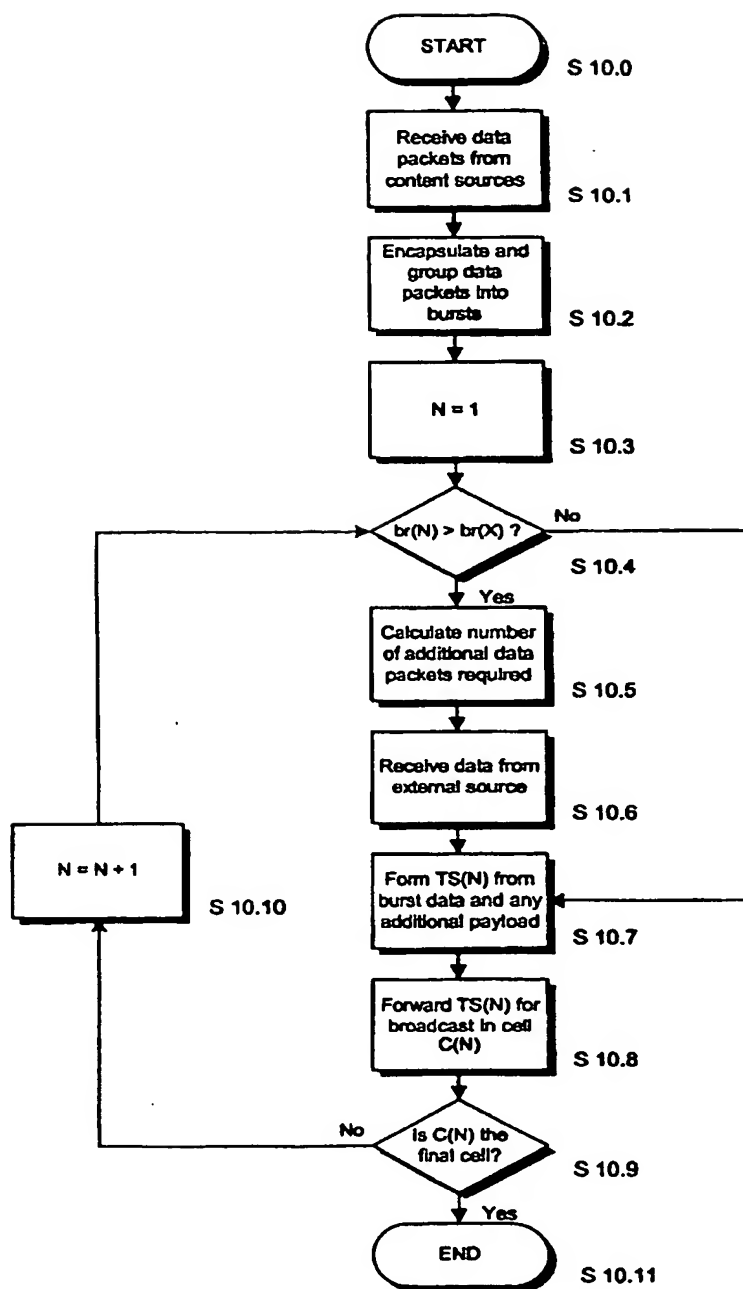 START
S 10.0
Receive data
packets from
content sources
S 10.1
Encapsulate and
group data
packets into
bursts
S 10.2
N = 1
S 10.3
br(N) > br(X) ?
No
S 10.4
Yes
Calculate number
of additional data
packets required
S 10.5
Receive data from
external source
S 10.6
N = N + 1
S 10.10
Form TS(N) from
burst data and any
additional payload
S 10.7
Forward TS(N) for
broadcast in cell
C(N)
S 10.8
No
Is C(N) the
final cell?
S 10.9
Yes
END
S 10.11